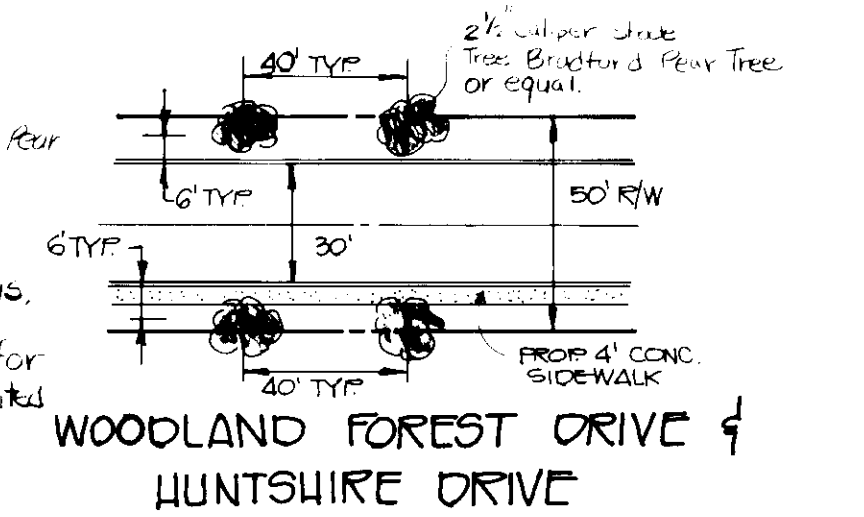 2½" caliper shade
Tree Bradford Pear Tree
or equal.
40' TYP.
Pear
6' TYP.
50' R/W
6' TYP.
30'
PROP. 4' CONC.
SIDEWALK
40' TYP.
WOODLAND FOREST DRIVE &
HUNTSHIRE DRIVE